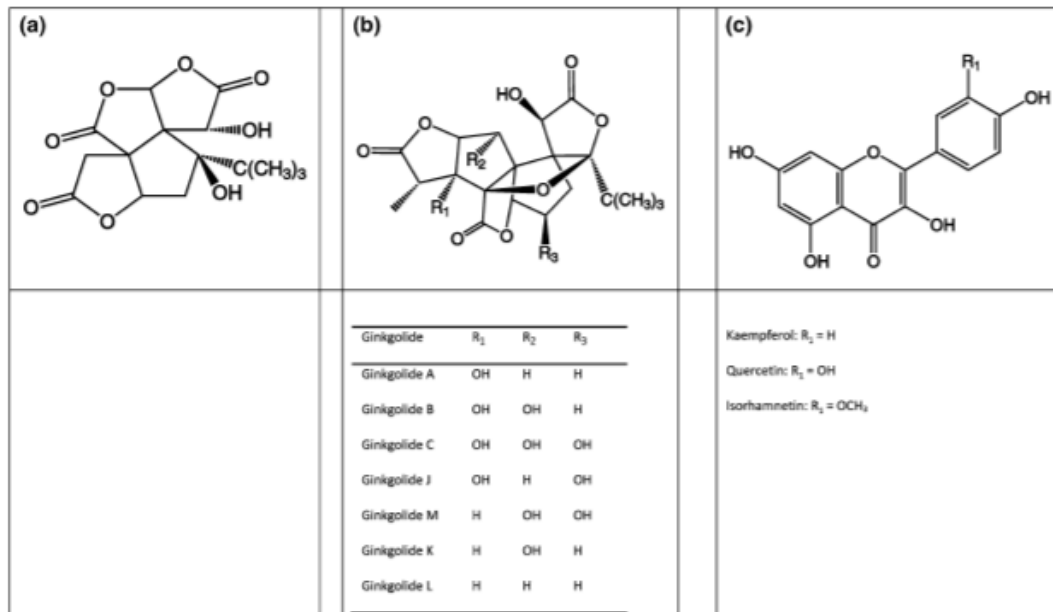 (a)
(b)
(c)
O
O
O
O
OH
C(CH₃)₃
OH
O
O
HO
O
O
O
O
R₂
R₁
O
C(CH₃)₃
O
O
R₃
R₁
OH
HO
O
OH
OH
O
Ginkgolide R₁ R₂ R₃
Ginkgolide A OH H H
Ginkgolide B OH OH H
Ginkgolide C OH OH OH
Ginkgolide J OH H OH
Ginkgolide M H OH OH
Ginkgolide K H OH H
Ginkgolide L H H H
Kaempferol: R₁ = H
Quercetin: R₁ = OH
Isorhamnetin: R₁ = OCH₃